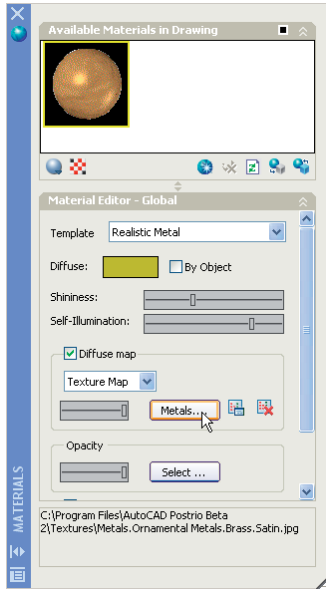 Available Materials in Drawing
Material Editor - Global
Template Realistic Metal
Diffuse: By Object
Shininess:
Self-Illumination:
Diffuse map
Texture Map
Metals...
Opacity
Select ...
MATERIALS
C:\Program Files\AutoCAD Postrio Beta
2\Textures\Metals.Ornamental Metals.Brass.Satin.jpg